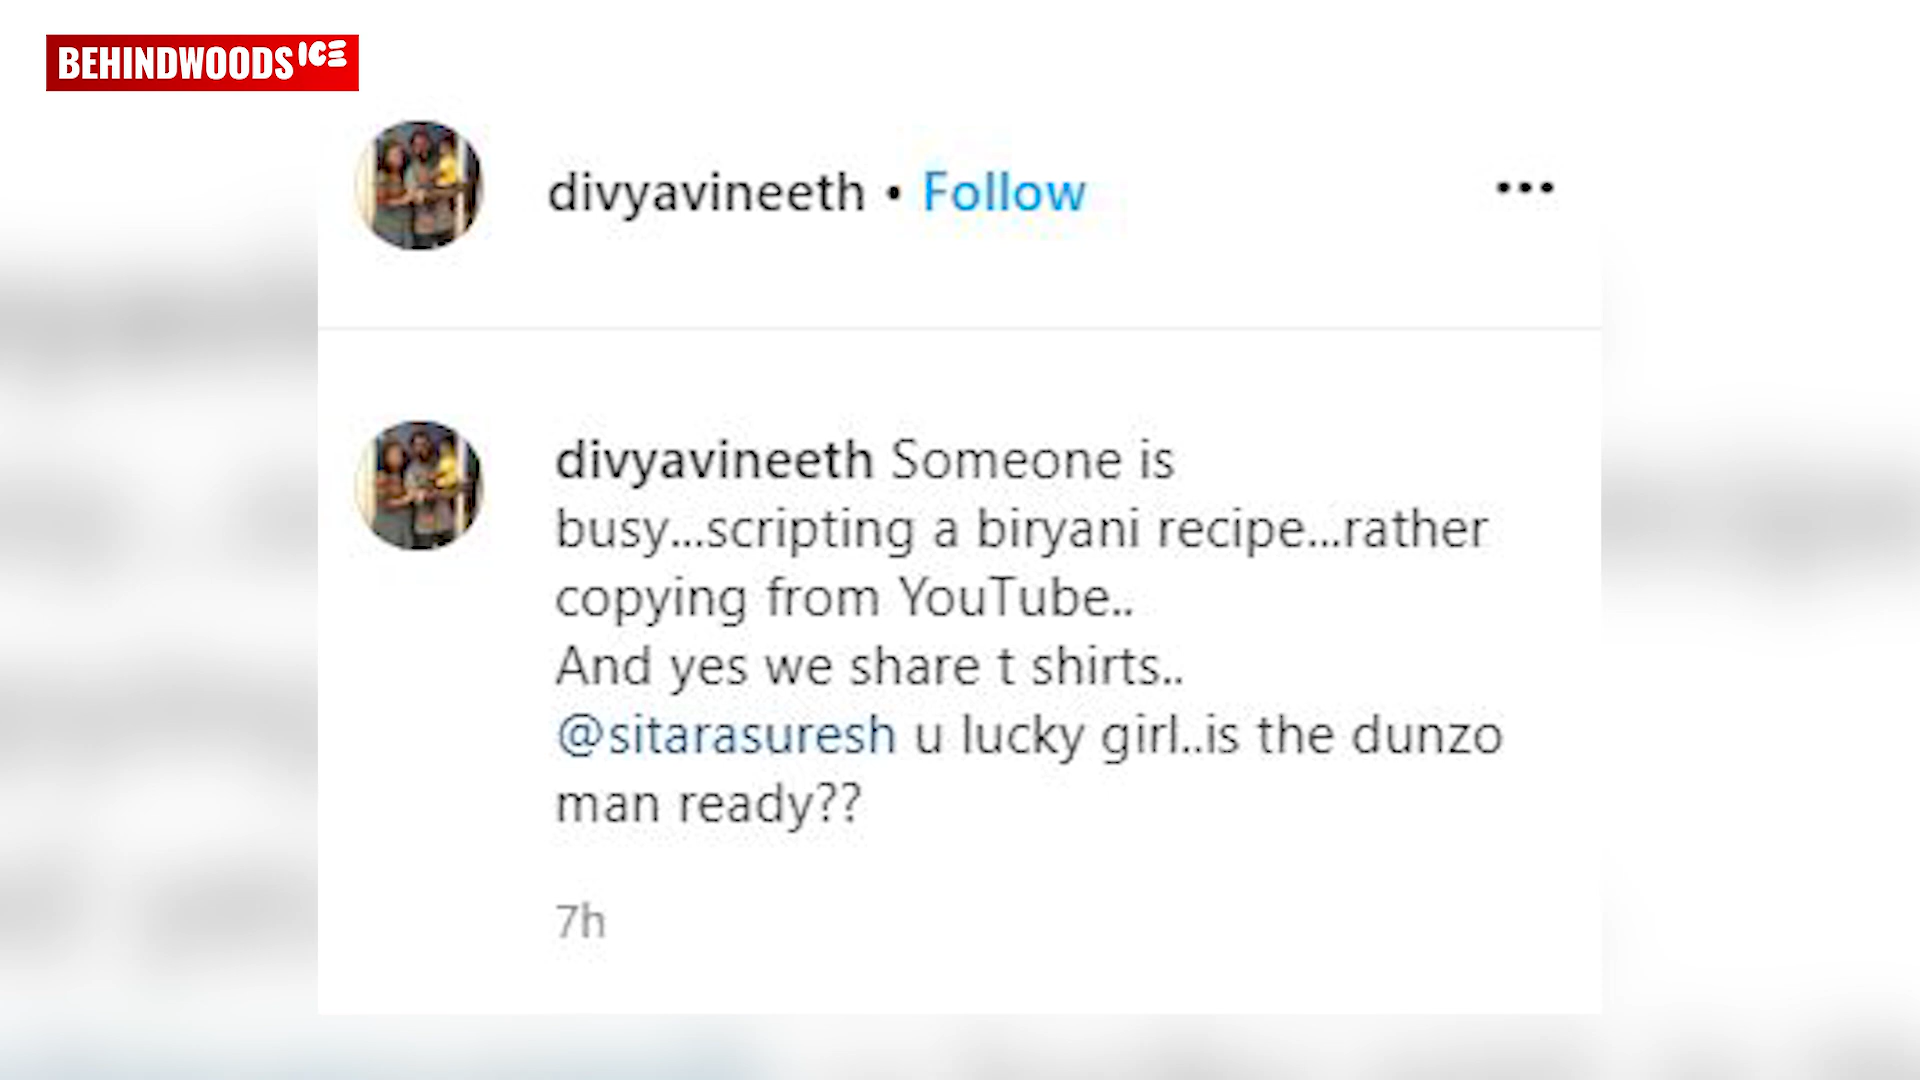 BEHINDWOODS ICE
divyavineeth • Follow
divyavineeth Someone is
busy...scripting a biryani recipe...rather
copying from YouTube..
And yes we share t shirts..
@sitarasuresh u lucky girl..is the dunzo
man ready??
7h